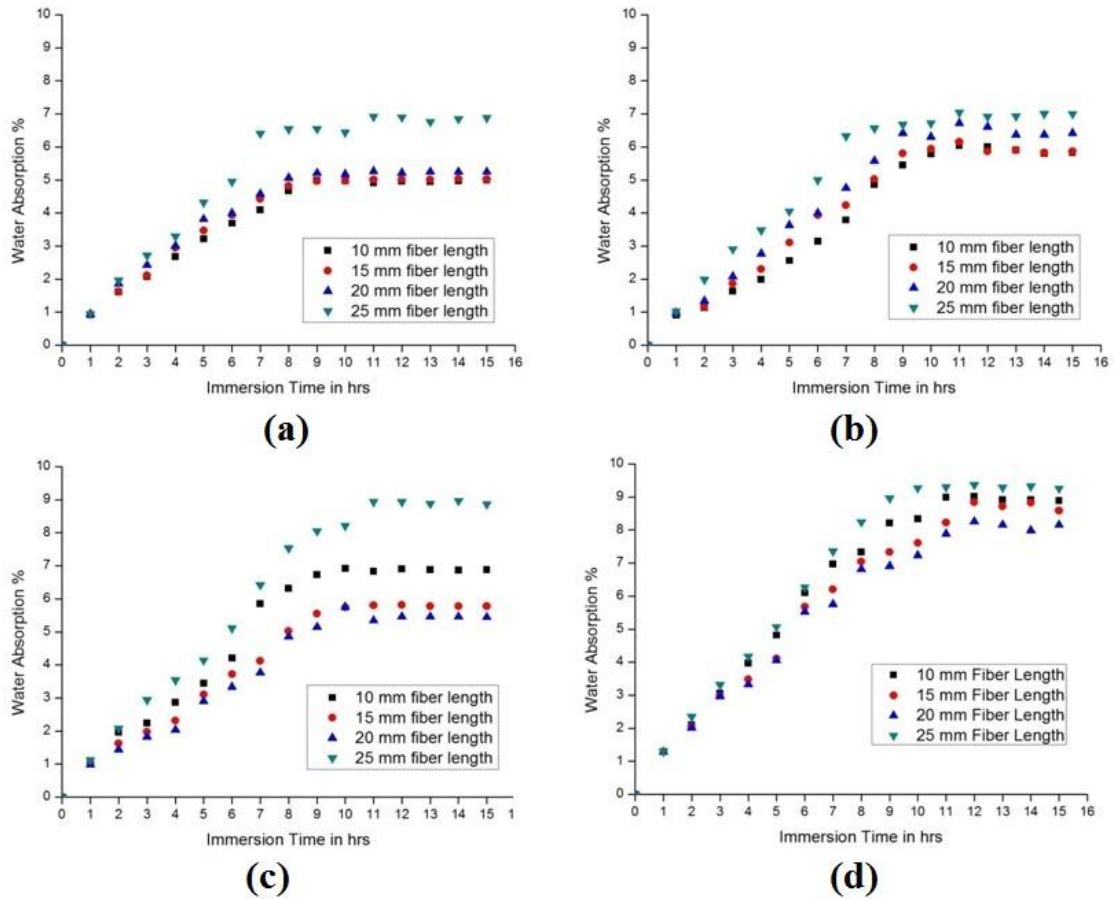 10
9
8
7
6
5
4
3
2
1
0
Water Absorption %
10 mm fiber length
15 mm fiber length
20 mm fiber length
25 mm fiber length
0 1 2 3 4 5 6 7 8 9 10 11 12 13 14 15 16
Immersion Time in hrs
(a)
10
9
8
7
6
5
4
3
2
1
0
Water Absorption %
10 mm fiber length
15 mm fiber length
20 mm fiber length
25 mm fiber length
0 1 2 3 4 5 6 7 8 9 10 11 12 13 14 15 16
Immersion Time in hrs
(b)
10
9
8
7
6
5
4
3
2
1
0
Water Absorption %
10 mm fiber length
15 mm fiber length
20 mm fiber length
25 mm fiber length
0 1 2 3 4 5 6 7 8 9 10 11 12 13 14 15 1
Immersion Time in hrs
(c)
10
9
8
7
6
5
4
3
2
1
0
Water Absorption %
10 mm Fiber Length
15 mm Fiber Length
20 mm Fiber Length
25 mm Fiber Length
0 1 2 3 4 5 6 7 8 9 10 11 12 13 14 15 16
Immersion Time in hrs
(d)